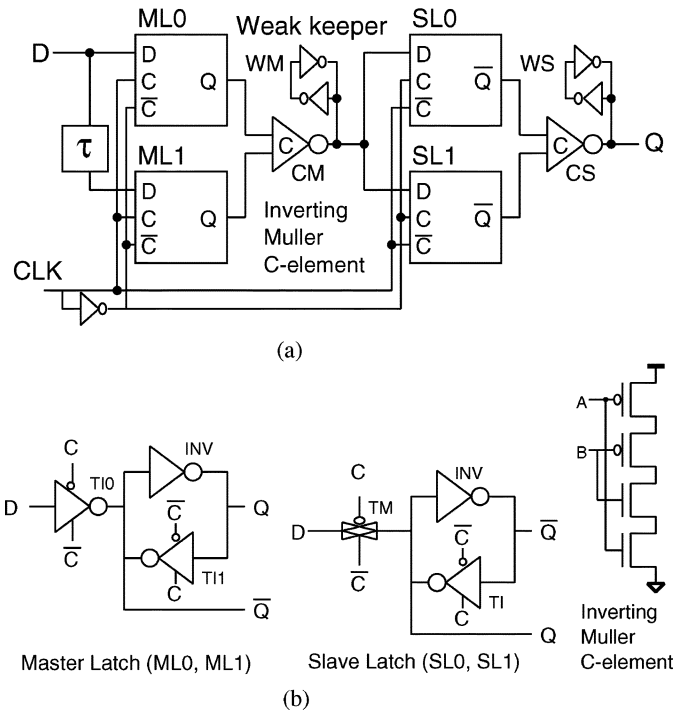 ML0
Weak keeper
SL0
D
D
C
C̅
Q
WM
D
C
C̅
Q̅
WS
τ
C
CM
C
CS
Q
ML1
D
C
C̅
Q
Inverting
Muller
C-element
SL1
D
C
C̅
Q̅
CLK
(a)
C
TI0
D
C̅
INV
Q
C̅
TI1
C
Q̅
Master Latch (ML0, ML1)
C
TM
D
C̅
INV
Q̅
C̅
TI
C
Q
Slave Latch (SL0, SL1)
A
B
Inverting
Muller
C-element
(b)